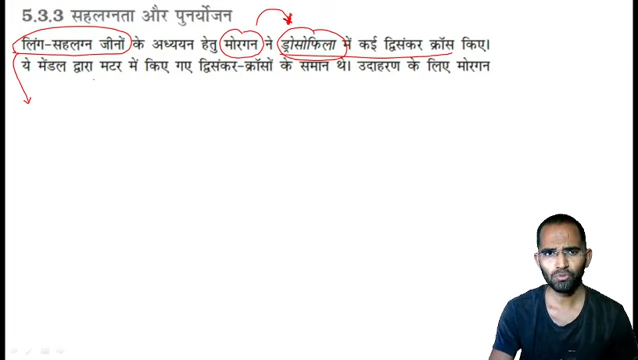 5.3.3 सहलग्नता और पुनर्योजन
लिंग-सहलग्न जीनों के अध्ययन हेतु मोरगन ने ड्रोसोफिला में कई द्विसंकर क्रॉस किए।
ये मेंडल द्वारा मटर में किए गए द्विसंकर-क्रॉसों के समान थे। उदाहरण के लिए मोरगन